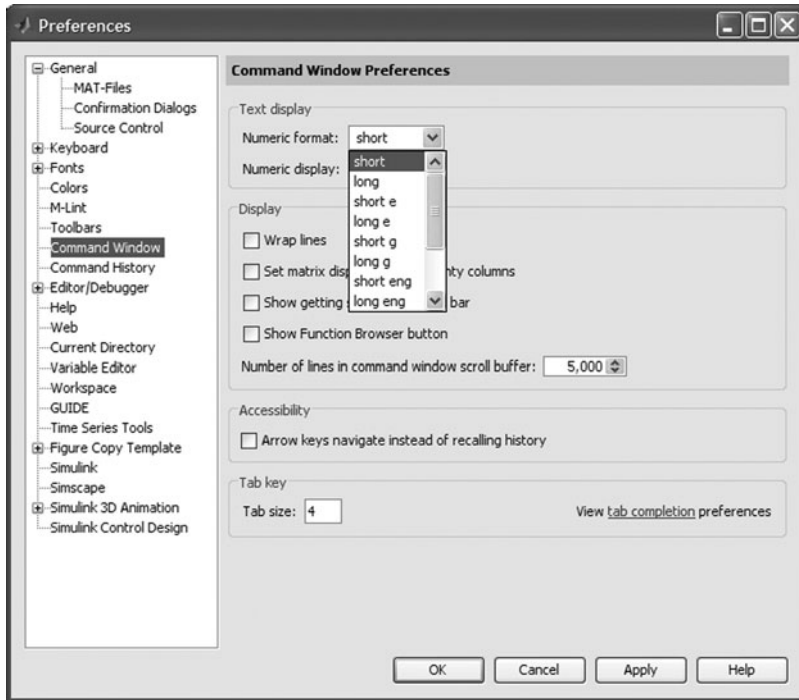 Preferences
General
MAT-Files
Confirmation Dialogs
Source Control
Keyboard
Fonts
Colors
M-Lint
Toolbars
Command Window
Command History
Editor/Debugger
Help
Web
Current Directory
Variable Editor
Workspace
GUIDE
Time Series Tools
Figure Copy Template
Simulink
Simscape
Simulink 3D Animation
Simulink Control Design
Command Window Preferences
Text display
Numeric format: short
Numeric display:
short
long
short e
long e
short g
long g
short eng
long eng
Display
Wrap lines
Set matrix columns
Show getting bar
Show Function Browser button
Number of lines in command window scroll buffer: 5,000
Accessibility
Arrow keys navigate instead of recalling history
Tab key
Tab size: 4
View tab completion preferences
OK Cancel Apply Help